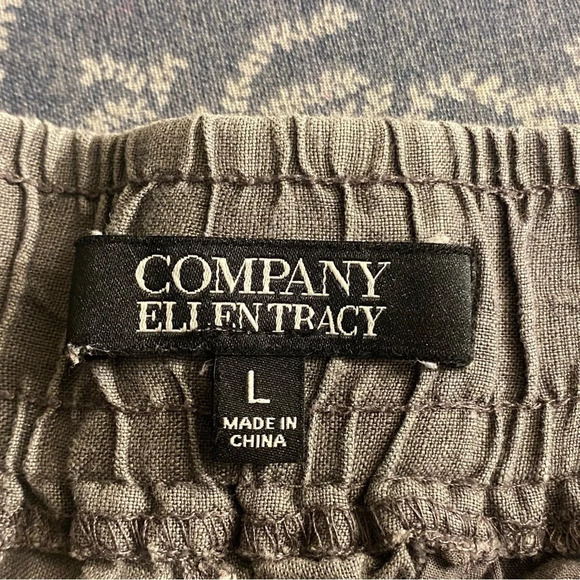 COMPANY
ELLEN TRACY
L
MADE IN
CHINA